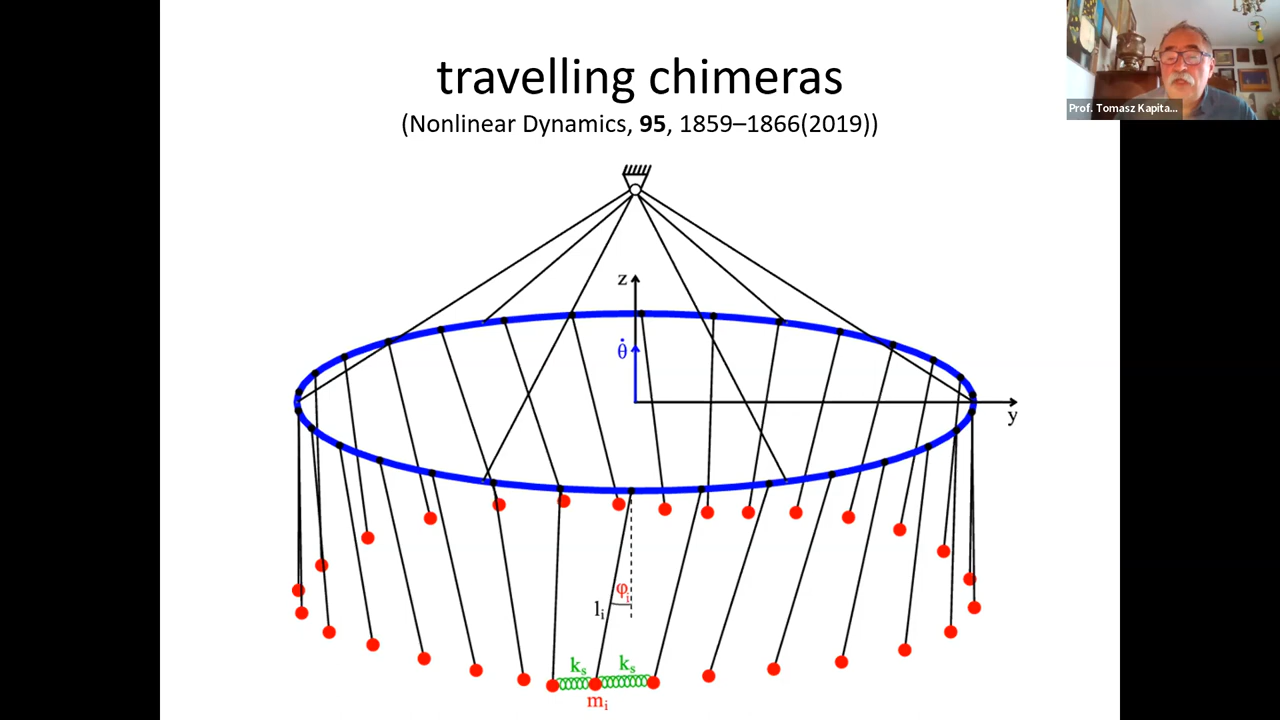 travelling chimeras
(Nonlinear Dynamics, 95, 1859–1866(2019))
Prof. Tomasz Kapita...
z
θ̇
y
φᵢ
lᵢ
kₛ kₛ
mᵢ